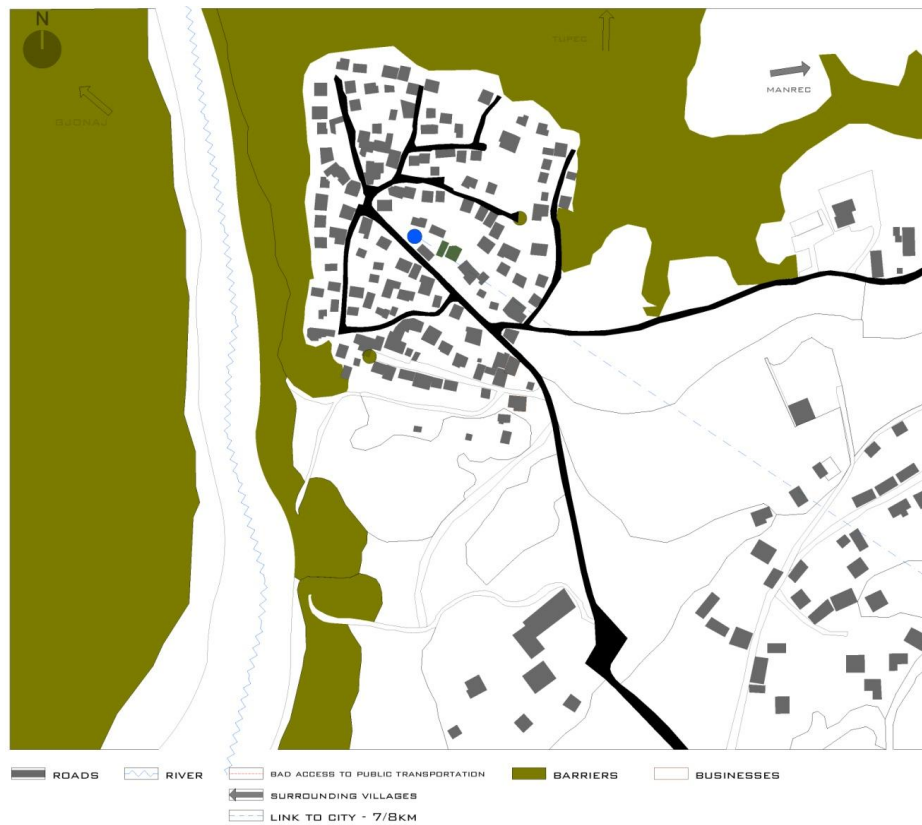 N
TUPEC
MANREC
GJONAJ
ROADS
RIVER
BAD ACCESS TO PUBLIC TRANSPORTATION
BARRIERS
BUSINESSES
SURROUNDING VILLAGES
LINK TO CITY - 7/8KM